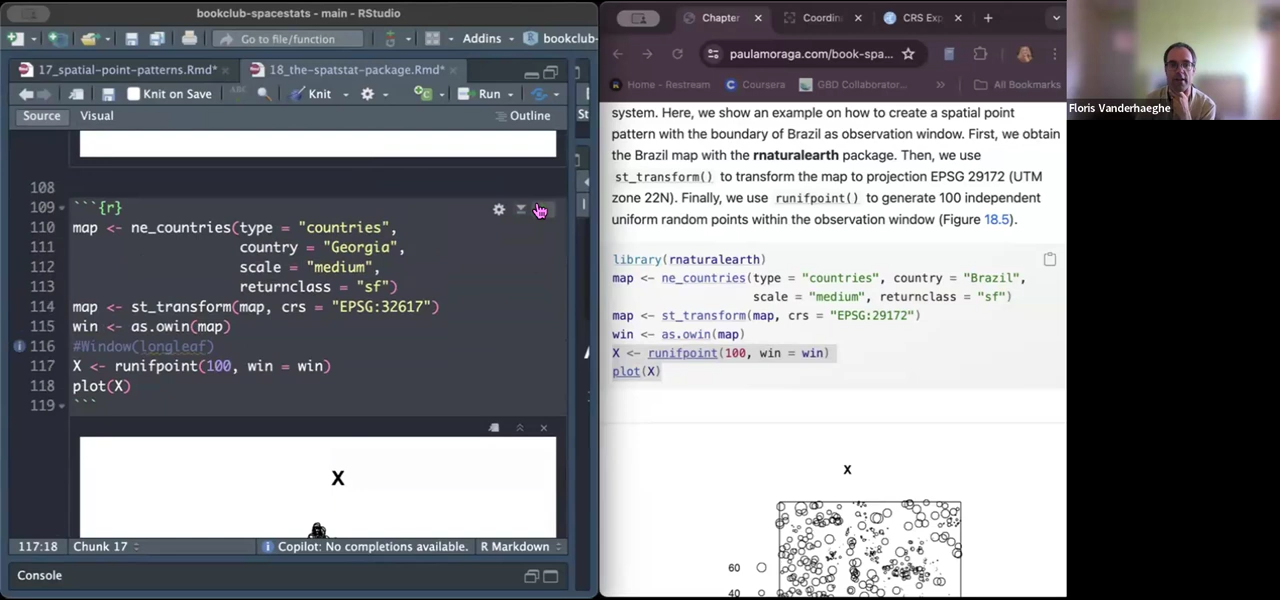 bookclub-spacestats - main - RStudio
Go to file/function
Addins
bookclub-
17_spatial-point-patterns.Rmd*
18_the-spatstat-package.Rmd*
Knit on Save
ABC
Knit
Run
Source
Visual
Outline
St
108
109 ```{r}
110 map <- ne_countries(type = "countries",
111 country = "Georgia",
112 scale = "medium",
113 returnclass = "sf")
114 map <- st_transform(map, crs = "EPSG:32617")
115 win <- as.owin(map)
116 #Window(longleaf)
117 X <- runifpoint(100, win = win)
118 plot(X)
119 ```
X
117:18
Chunk 17
Copilot: No completions available.
R Markdown
Console
Chapter
Coordin
CRS Exp
paulamoraga.com/book-spa...
Home - Restream
Coursera
GBD Collaborator...
»
All Bookmarks
system. Here, we show an example on how to create a spatial point
pattern with the boundary of Brazil as observation window. First, we obtain
the Brazil map with the rnaturalearth package. Then, we use
st_transform() to transform the map to projection EPSG 29172 (UTM
zone 22N). Finally, we use runifpoint() to generate 100 independent
uniform random points within the observation window (Figure 18.5).
library(rnaturalearth)
map <- ne_countries(type = "countries", country = "Brazil",
scale = "medium", returnclass = "sf")
map <- st_transform(map, crs = "EPSG:29172")
win <- as.owin(map)
X <- runifpoint(100, win = win)
plot(X)
X
60
40
Floris Vanderhaeghe